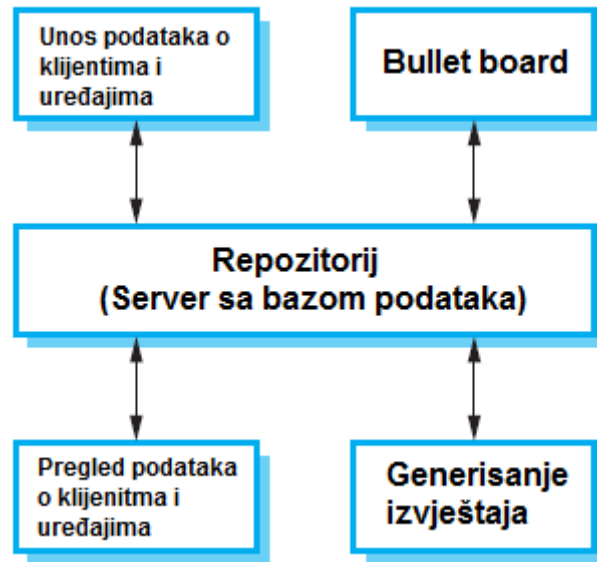 Unos podataka o
klijentima i
uređajima
Bullet board
Repozitorij
(Server sa bazom podataka)
Pregled podataka
o klijenitma i
uređajima
Generisanje
izvještaja